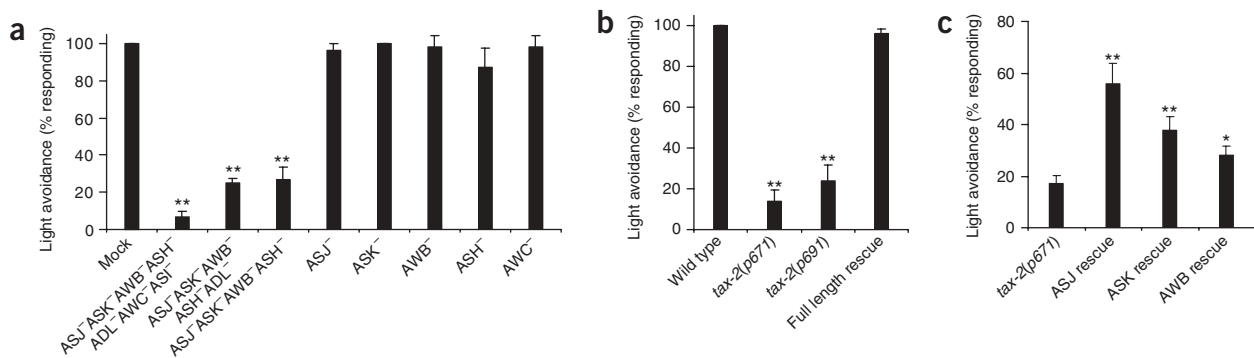 a
Light avoidance (% responding)
100
80
60
40
20
0
**
**
**
Mock
ASJ⁻ASK⁻AWB⁻ASH⁻
ADL⁻AWC⁻ASI⁻
ASJ⁻ASK⁻AWB⁻
ASH⁻ADL⁻
ASJ⁻ASK⁻AWB⁻ASH⁻
ASJ⁻
ASK⁻
AWB⁻
ASH⁻
AWC⁻
b
Light avoidance (% responding)
100
80
60
40
20
0
**
**
Wild type
tax-2(p671)
tax-2(p691)
Full length rescue
c
Light avoidance (% responding)
80
60
40
20
0
**
**
*
tax-2(p671)
ASJ rescue
ASK rescue
AWB rescue